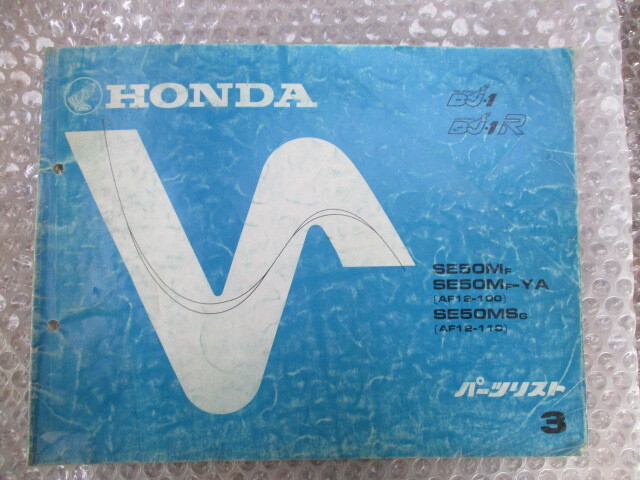 HONDA
DJ-1
DJ-1R
SE50MF
SE50MF-YA
(AF12-100)
SE50MSG
(AF12-110)
パーツリスト
3